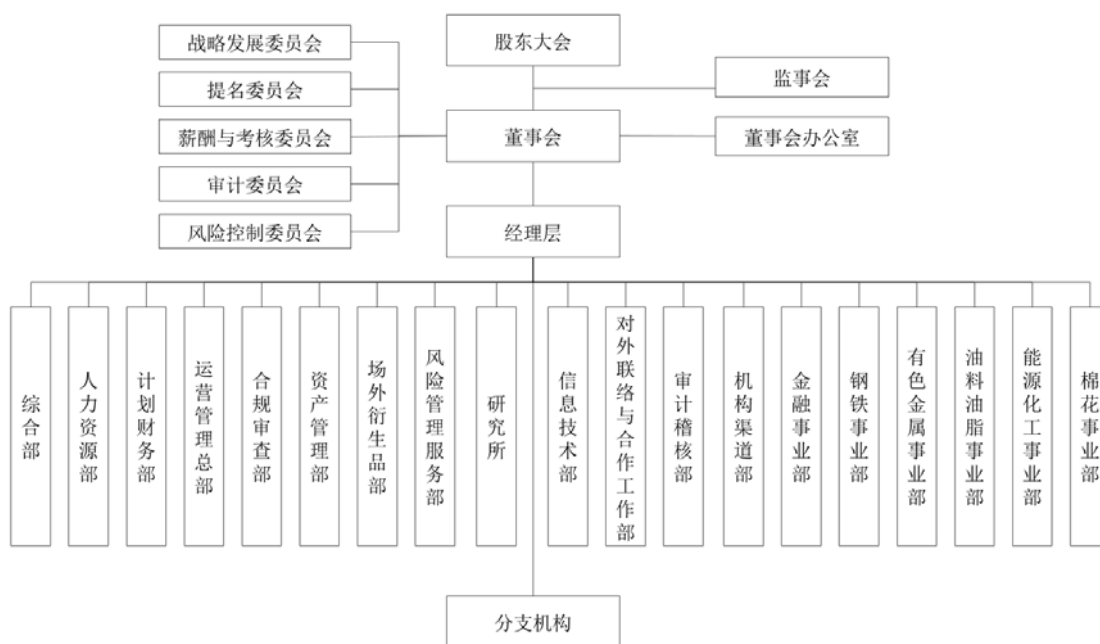 战略发展委员会
提名委员会
薪酬与考核委员会
审计委员会
风险控制委员会
股东大会
监事会
董事会
董事会办公室
经理层
综合部
人力资源部
计划财务部
运营管理总部
合规审查部
资产管理部
场外衍生品部
风险管理服务部
研究所
信息技术部
对外联络与合作工作部
审计稽核部
机构渠道部
金融事业部
钢铁事业部
有色金属事业部
油料油脂事业部
能源化工事业部
棉花事业部
分支机构